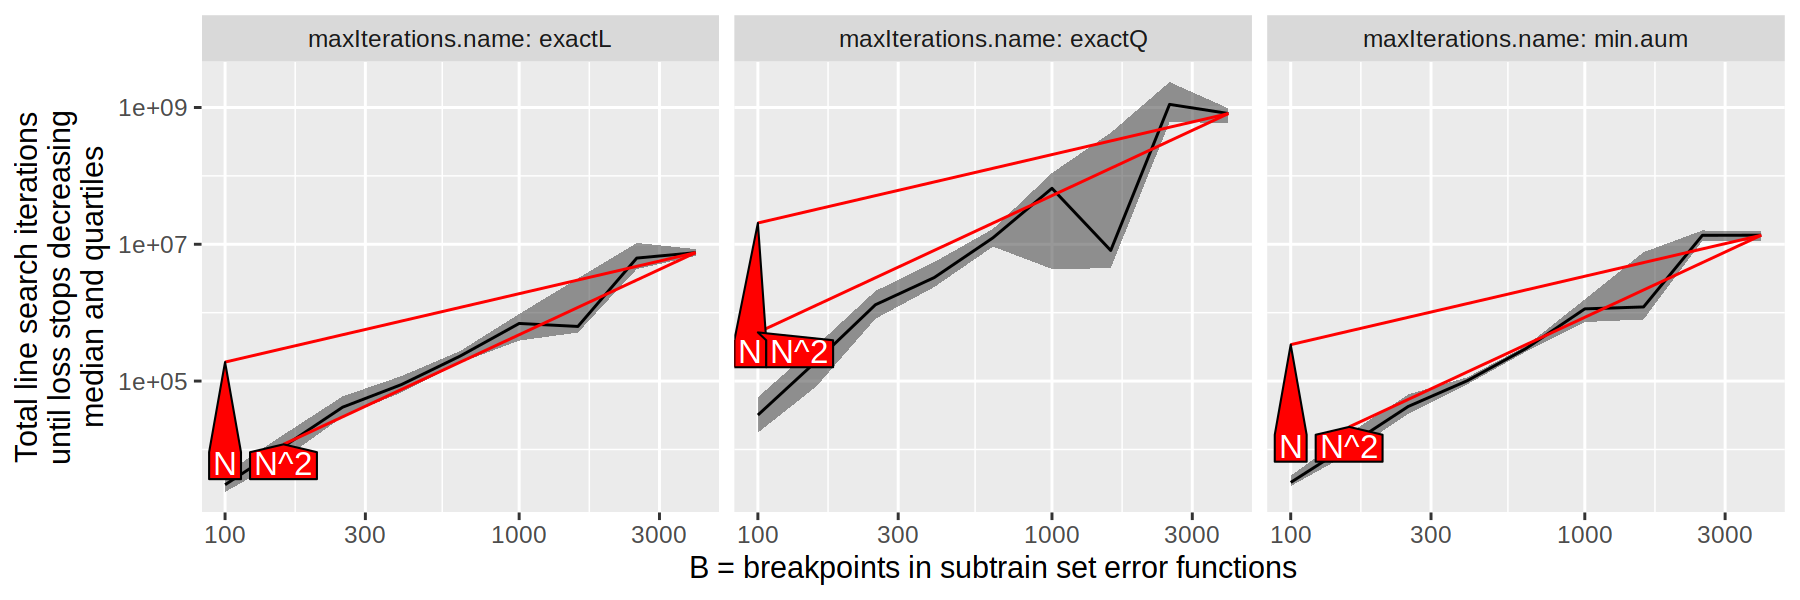 maxIterations.name: exactL
maxIterations.name: exactQ
maxIterations.name: min.aum
Total line search iterations
until loss stops decreasing
median and quartiles
1e+09
1e+07
1e+05
N
N^2
N
N^2
N
N^2
100
300
1000
3000
100
300
1000
3000
100
300
1000
3000
B = breakpoints in subtrain set error functions